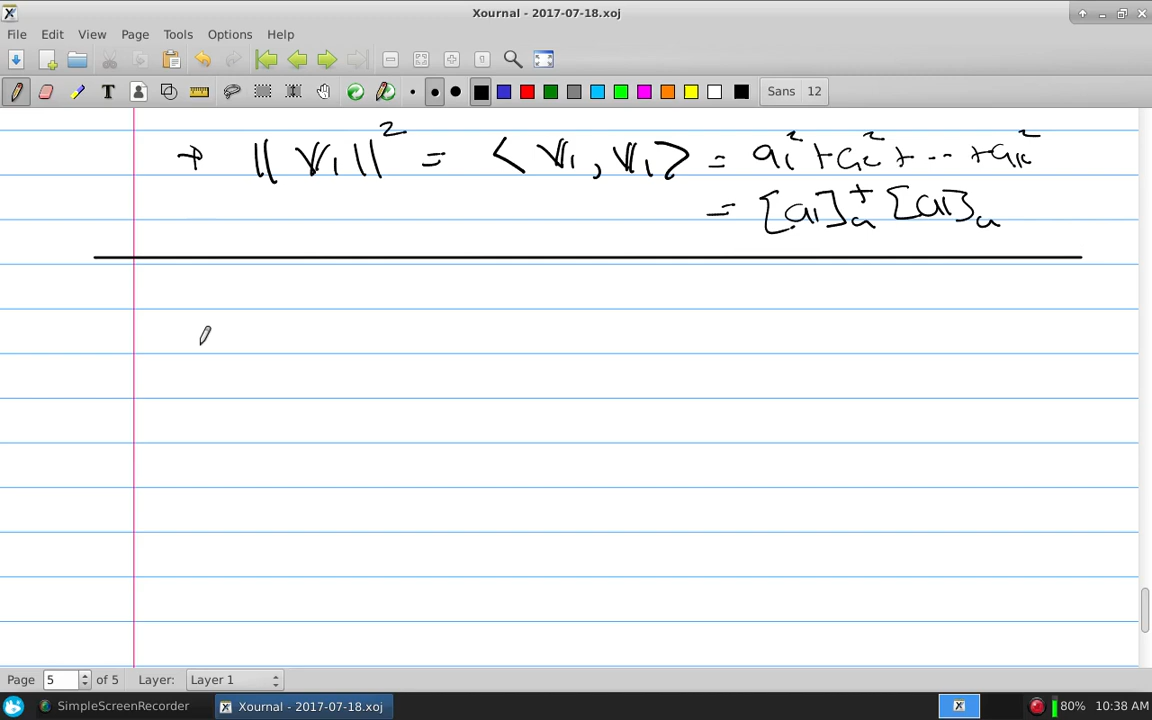 Xournal - 2017-07-18.xoj
File Edit View Page Tools Options Help
Sans 12
→ ||V1||² = <V1, V1> = a1² + a2² + ... + ak²
= [a1]ₐᵗ [a1]ₐ
Page 5 of 5 Layer: Layer 1
SimpleScreenRecorder Xournal - 2017-07-18.xoj 80% 10:38 AM